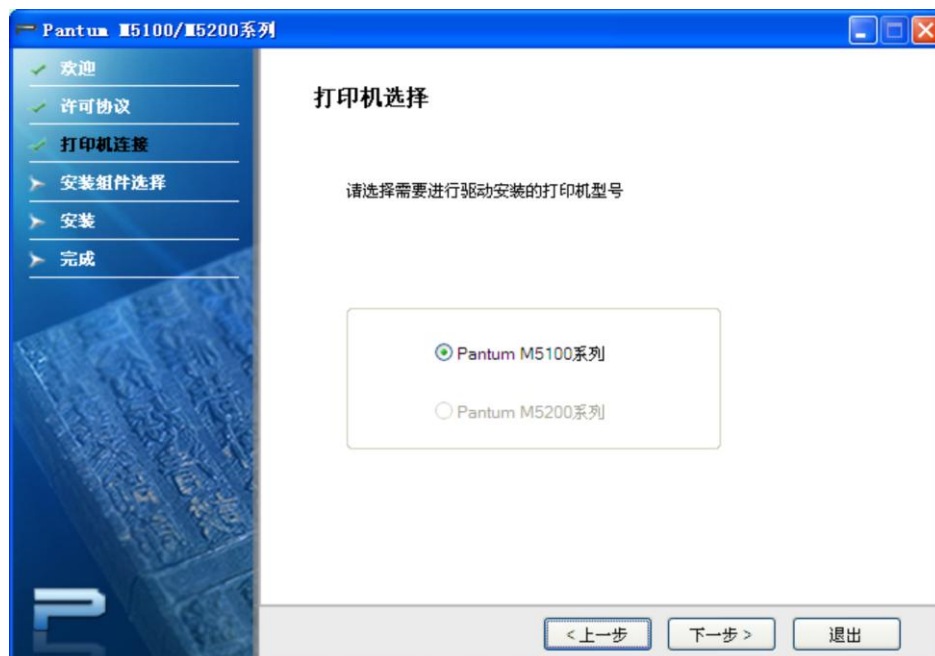 Pantum M5100/M5200系列
欢迎
许可协议
打印机连接
安装组件选择
安装
完成
打印机选择
请选择需要进行驱动安装的打印机型号
Pantum M5100系列
Pantum M5200系列
<上一步
下一步>
退出